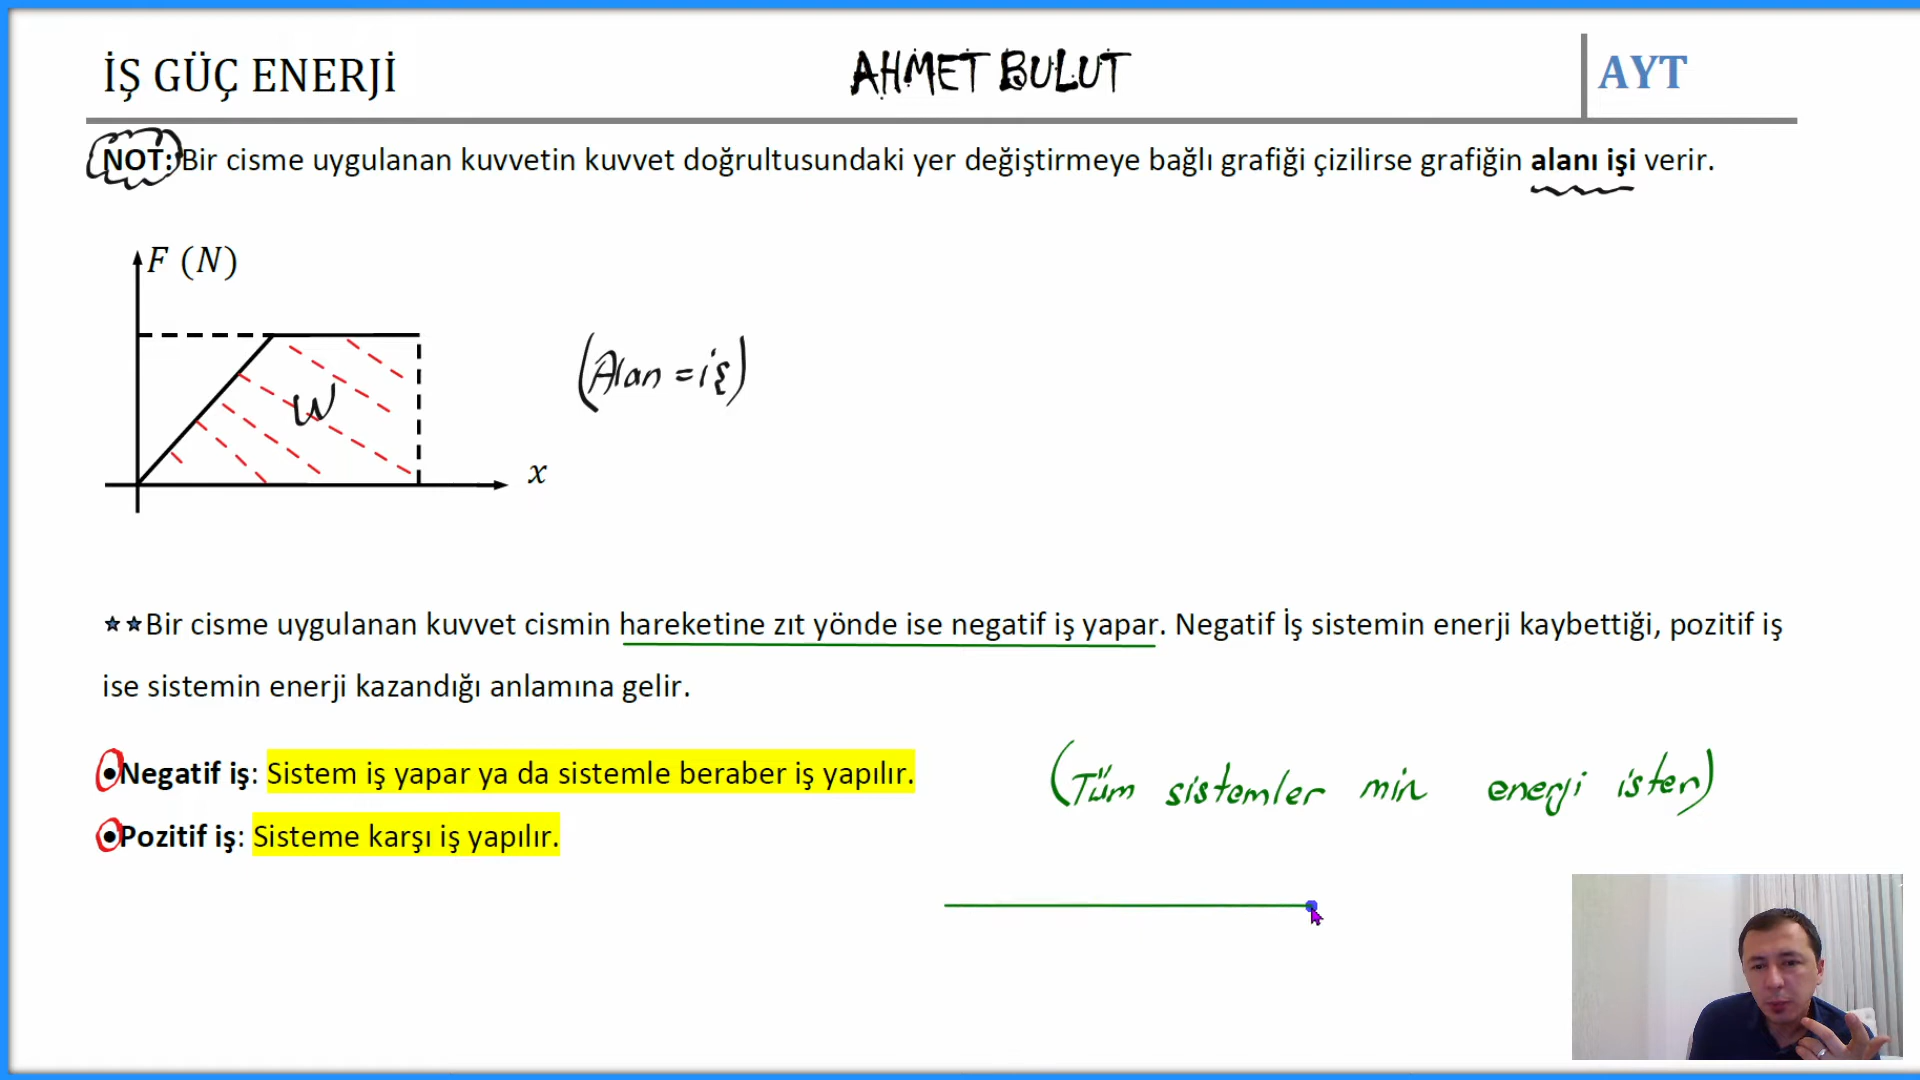 İŞ GÜÇ ENERJİ
AHMET BULUT
AYT
NOT: Bir cisme uygulanan kuvvetin kuvvet doğrultusundaki yer değiştirmeye bağlı grafiği çizilirse grafiğin alanı işi verir.
F (N)
(Alan = iş)
W
x
**Bir cisme uygulanan kuvvet cismin hareketine zıt yönde ise negatif iş yapar. Negatif İş sistemin enerji kaybettiği, pozitif iş
ise sistemin enerji kazandığı anlamına gelir.
•Negatif iş: Sistem iş yapar ya da sistemle beraber iş yapılır.
(Tüm sistemler min enerji ister)
•Pozitif iş: Sisteme karşı iş yapılır.